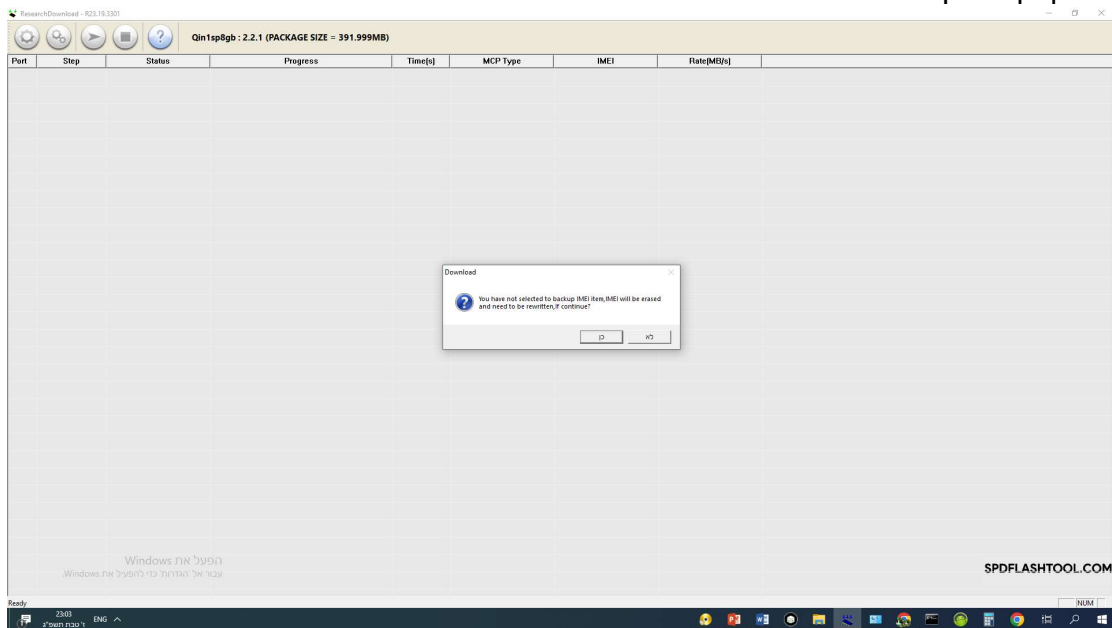 ResearchDownload - R23.19.3301
Qin1sp8gb : 2.2.1 (PACKAGE SIZE = 391.999MB)
Port Step Status Progress Time(s) MCP Type IMEI Rate(MB/s)
Download
You have not selected to backup IMEI item,IMEI will be erased
and need to be rewritten,If continue?
כן לא
הפעל את Windows
עבור אל 'הגדרות' כדי להפעיל את Windows.
SPDFLASHTOOL.COM
Ready NUM
23:03
ז' טבת תשפ"ג
ENG